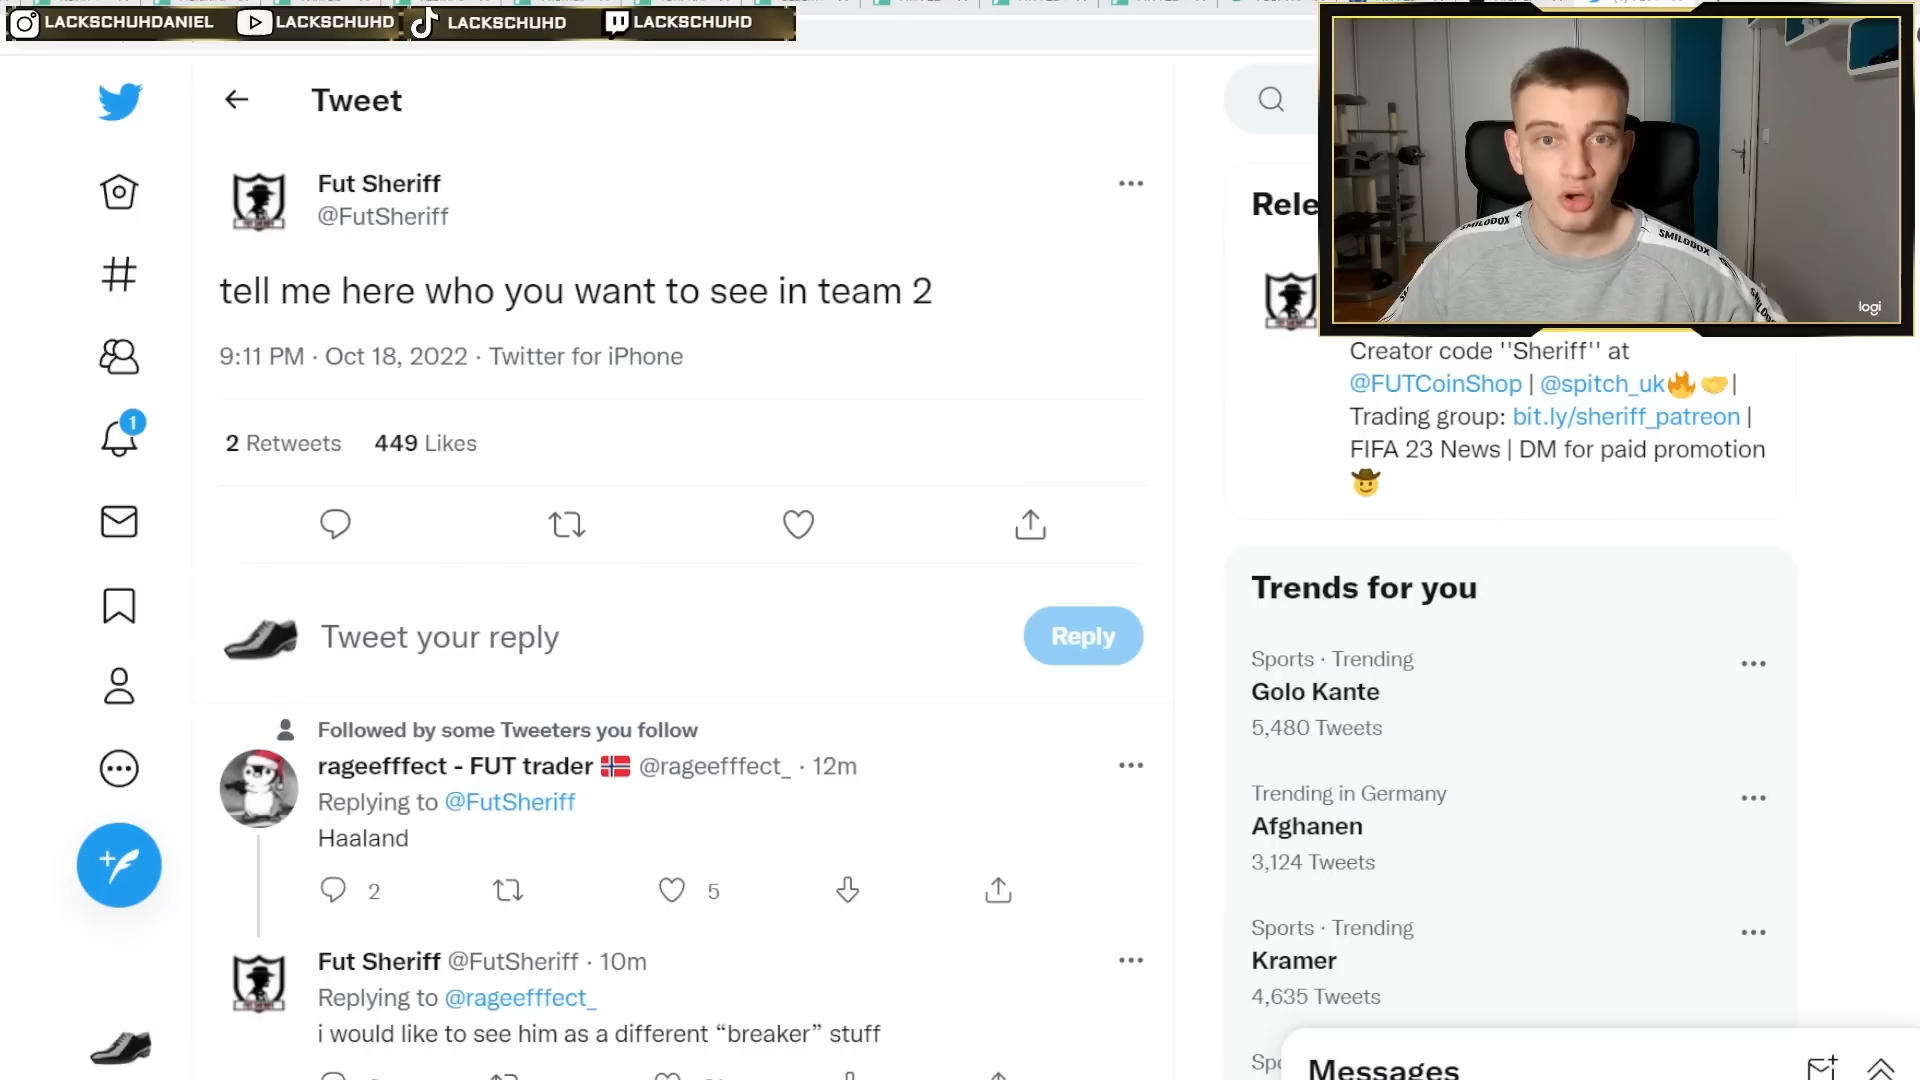 LACKSCHUHDANIEL LACKSCHUHD LACKSCHUHD LACKSCHUHD
Tweet
Fut Sheriff
@FutSheriff
tell me here who you want to see in team 2
9:11 PM · Oct 18, 2022 · Twitter for iPhone
2 Retweets 449 Likes
Tweet your reply
Reply
Followed by some Tweeters you follow
rageefffect - FUT trader 🇳🇴 @rageefffect_ · 12m
Replying to @FutSheriff
Haaland
2 5
Fut Sheriff @FutSheriff · 10m
Replying to @rageefffect_
i would like to see him as a different “breaker” stuff
1
Rele
SMILODOX SMILODOX
logi
Creator code ''Sheriff'' at
@FUTCoinShop | @spitch_uk🔥🤝|
Trading group: bit.ly/sheriff_patreon |
FIFA 23 News | DM for paid promotion
🤠
Trends for you
Sports · Trending
Golo Kante
5,480 Tweets
Trending in Germany
Afghanen
3,124 Tweets
Sports · Trending
Kramer
4,635 Tweets
Messages